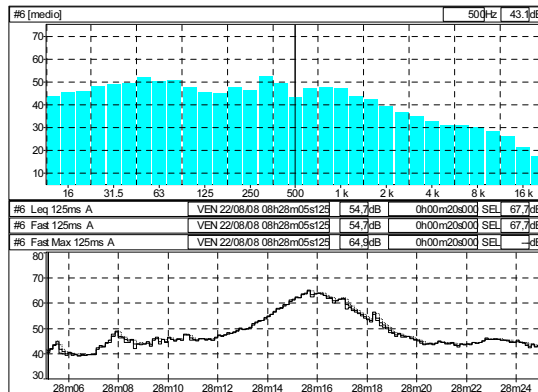 #6 [medio] 500Hz 43.1dB
70
60
50
40
30
20
10
16 31.5 63 125 250 500 1 k 2 k 4 k 8 k 16 k
#6 Leq 125ms A VEN 22/08/08 08h28m05s125 54,7dB 0h00m20s000 SEL 67,7dB
#6 Fast 125ms A VEN 22/08/08 08h28m05s125 54,7dB 0h00m20s000 SEL 67,7dB
#6 Fast Max 125ms A VEN 22/08/08 08h28m05s125 64,9dB 0h00m20s000 SEL —dB
80
70
60
50
40
30
28m06 28m08 28m10 28m12 28m14 28m16 28m18 28m20 28m22 28m24